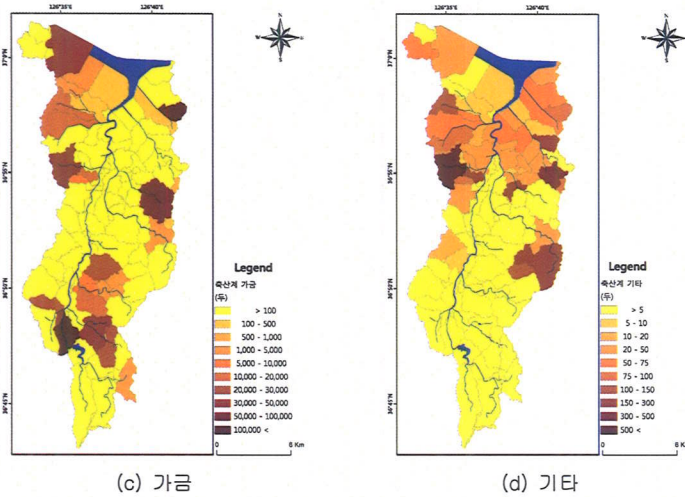 126°35'E 126°40'E
N
W E
S
37°0'N
36°55'N
36°50'N
36°45'N
Legend
축산계 가금
(두)
> 100
100 - 500
500 - 1,000
1,000 - 5,000
5,000 - 10,000
10,000 - 20,000
20,000 - 30,000
30,000 - 50,000
50,000 - 100,000
100,000 <
0 6 Km
(c) 가금
126°35'E 126°40'E
N
W E
S
37°0'N
36°55'N
36°50'N
36°45'N
Legend
축산계 기타
(두)
> 5
5 - 10
10 - 20
20 - 50
50 - 75
75 - 100
100 - 150
150 - 300
300 - 500
500 <
0 6 Km
(d) 기타